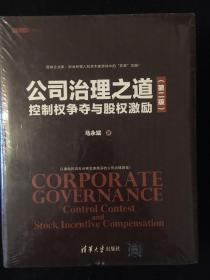 公司治理之道
控制权争夺与股权激励
（第二版）
马永斌 著
CORPORATE
GOVERNANCE
Control Contest
and
Stock Incentive Compensation
清华大学出版社